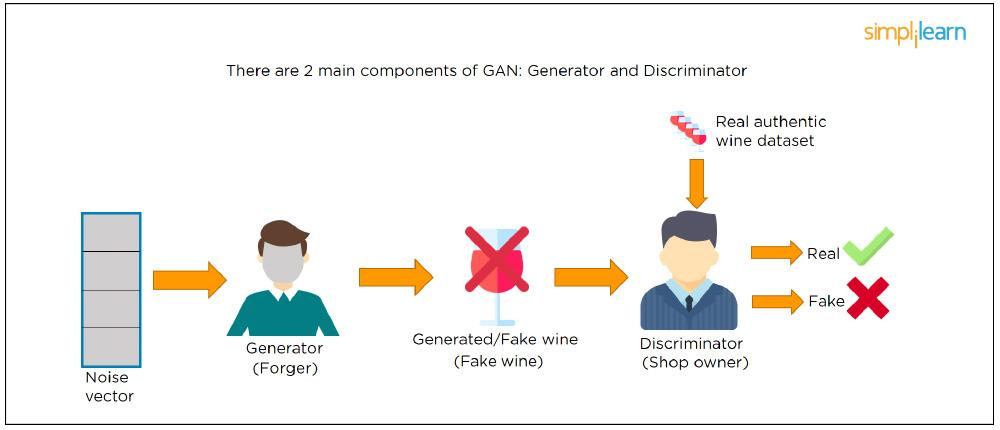 simplilearn
There are 2 main components of GAN: Generator and Discriminator
Real authentic
wine dataset
Noise
vector
Generator
(Forger)
Generated/Fake wine
(Fake wine)
Discriminator
(Shop owner)
Real
Fake